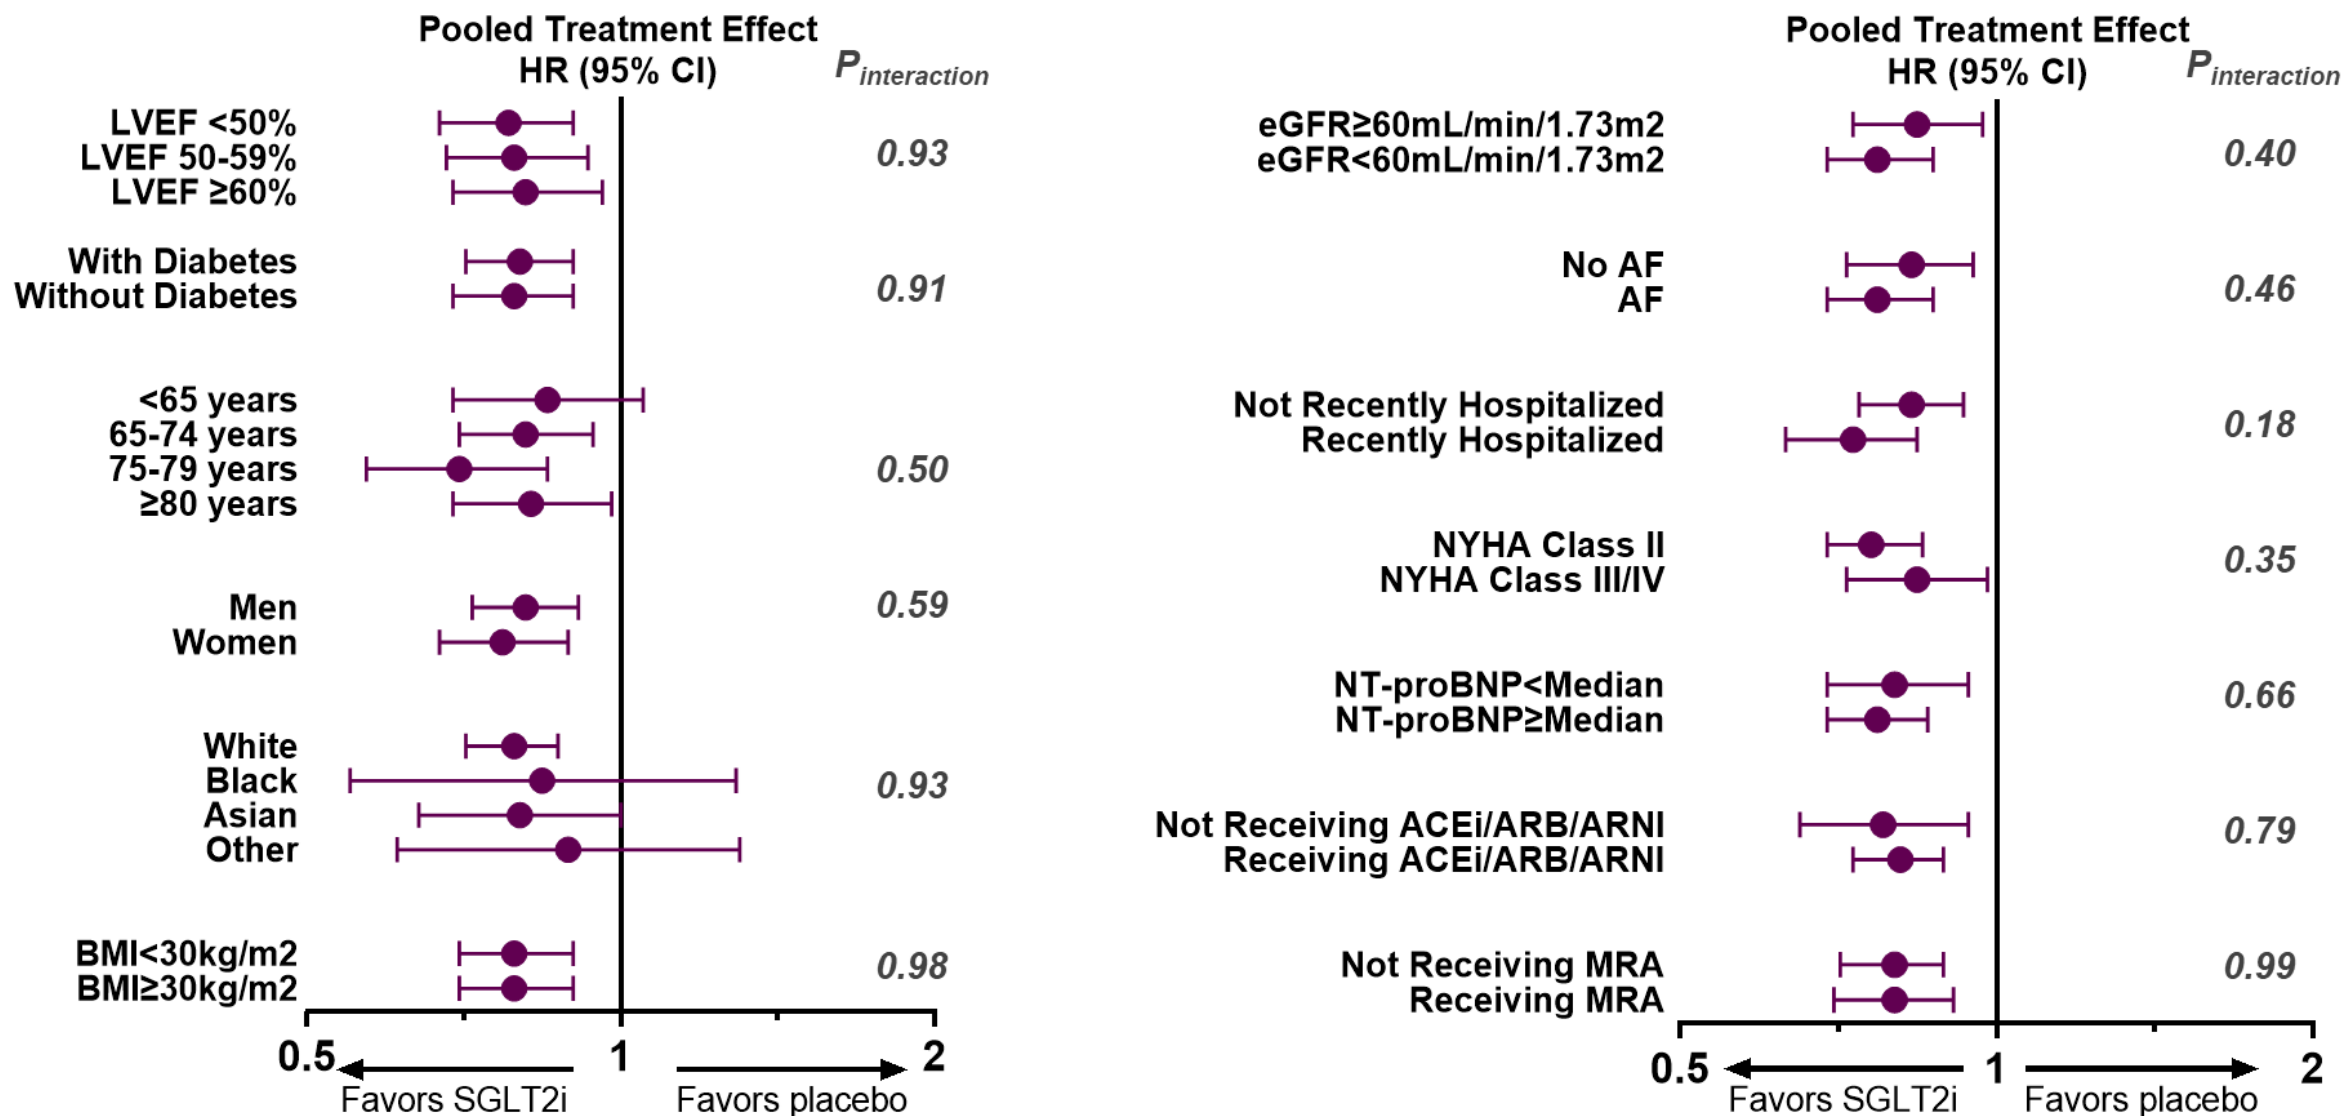 Pooled Treatment Effect
HR (95% CI)
Pinteraction
LVEF <50%
LVEF 50-59%
LVEF ≥60%
0.93
With Diabetes
Without Diabetes
0.91
<65 years
65-74 years
75-79 years
≥80 years
0.50
Men
Women
0.59
White
Black
Asian
Other
0.93
BMI<30kg/m2
BMI≥30kg/m2
0.98
0.5
1
2
Favors SGLT2i
Favors placebo
Pooled Treatment Effect
HR (95% CI)
Pinteraction
eGFR≥60mL/min/1.73m2
eGFR<60mL/min/1.73m2
0.40
No AF
AF
0.46
Not Recently Hospitalized
Recently Hospitalized
0.18
NYHA Class II
NYHA Class III/IV
0.35
NT-proBNP<Median
NT-proBNP≥Median
0.66
Not Receiving ACEi/ARB/ARNI
Receiving ACEi/ARB/ARNI
0.79
Not Receiving MRA
Receiving MRA
0.99
0.5
1
2
Favors SGLT2i
Favors placebo